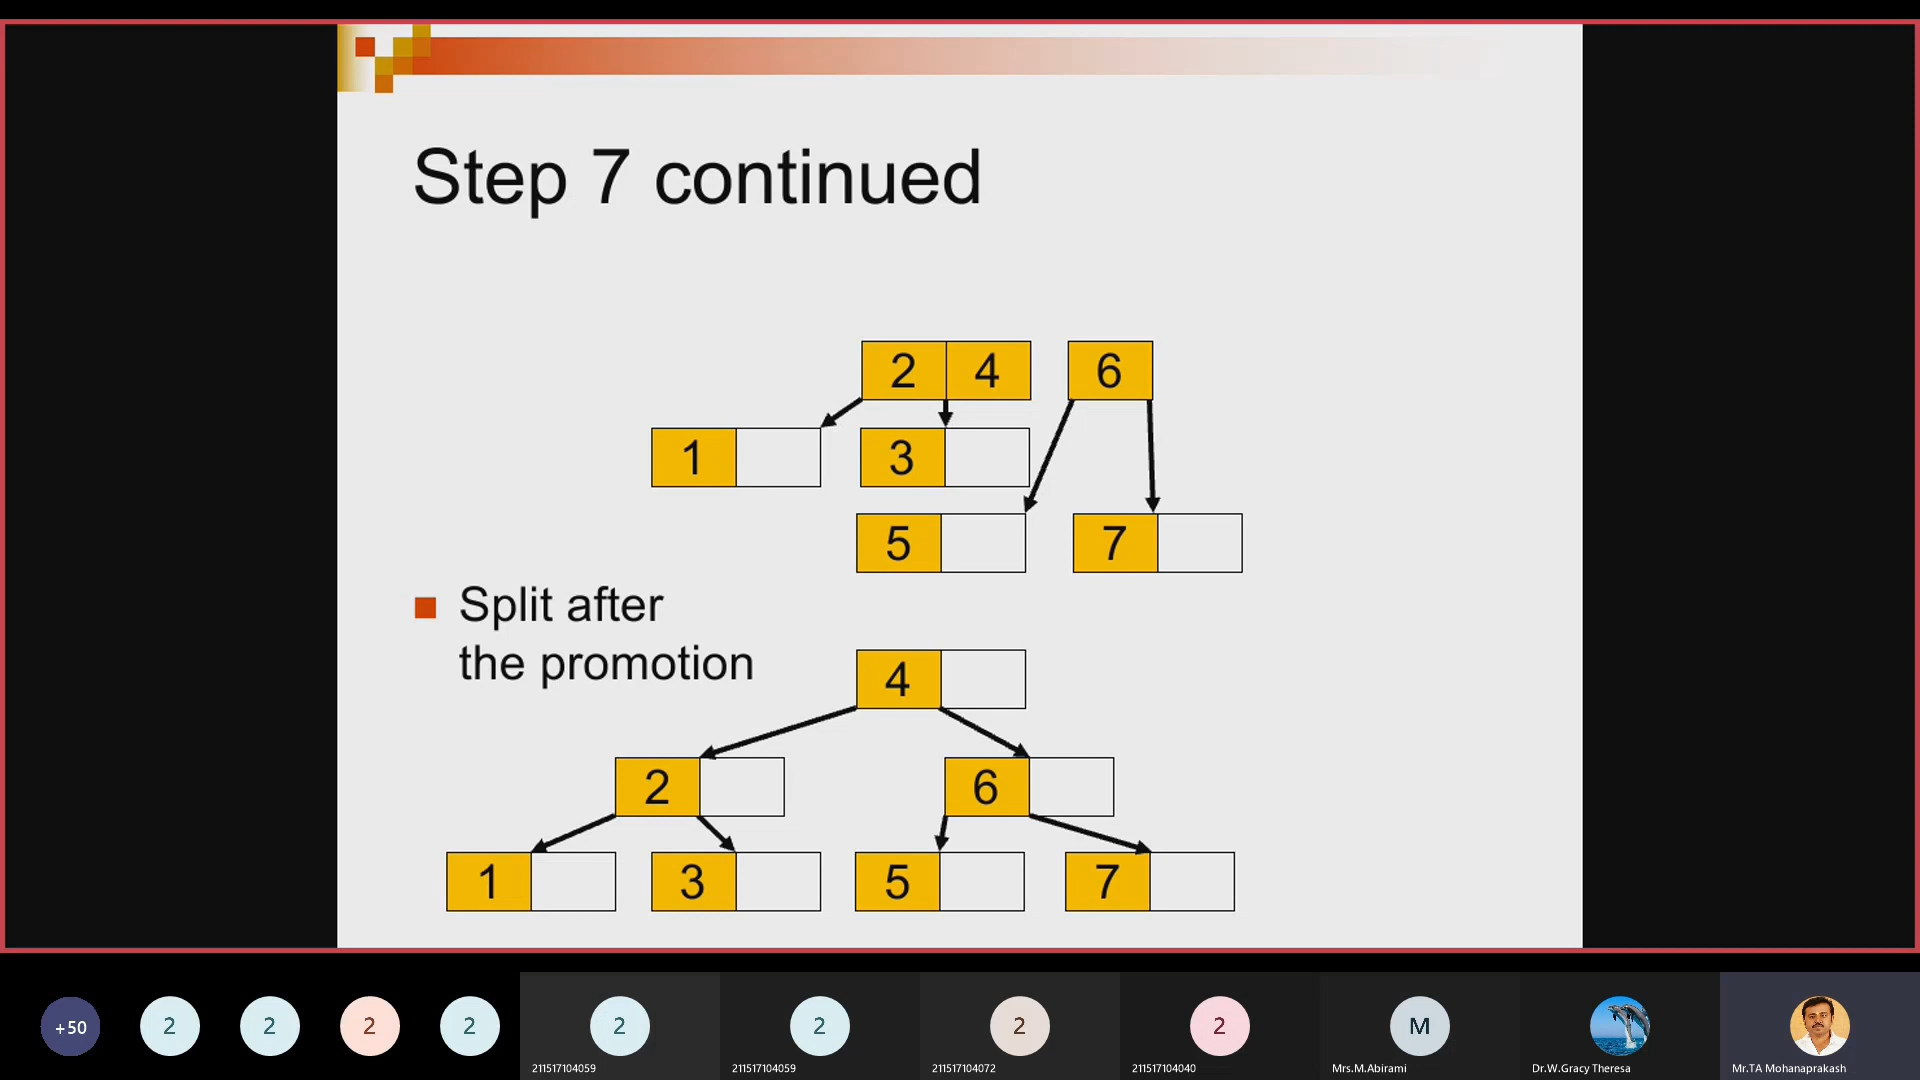 Step 7 continued
2 4 6
1 3
5 7
Split after
the promotion
4
2 6
1 3 5 7
+50 2 2 2 2 2 2 2 2 M
211517104059 211517104059 211517104072 211517104040 Mrs.M.Abirami Dr.W.Gracy Theresa Mr.TA Mohanaprakash